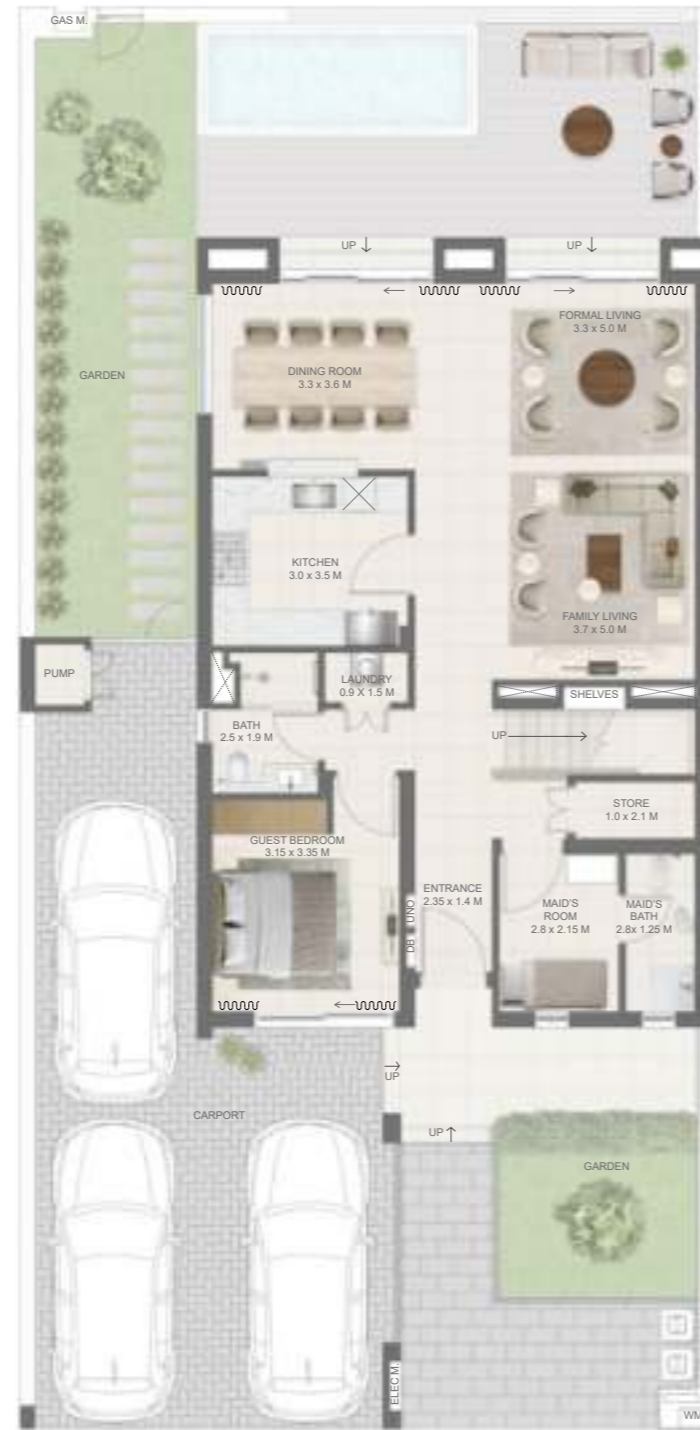 GAS M.
UP
UP
FORMAL LIVING
3.3 x 5.0 M
GARDEN
DINING ROOM
3.3 x 3.6 M
KITCHEN
3.0 x 3.5 M
FAMILY LIVING
3.7 x 5.0 M
PUMP
LAUNDRY
0.9 X 1.5 M
SHELVES
BATH
2.5 x 1.9 M
UP
STORE
1.0 x 2.1 M
GUEST BEDROOM
3.15 x 3.35 M
ENTRANCE
2.35 x 1.4 M
DB + UNO
MAID'S
ROOM
2.8 x 2.15 M
MAID'S
BATH
2.8x 1.25 M
UP
CARPORT
UP
GARDEN
ELEC M.
WM